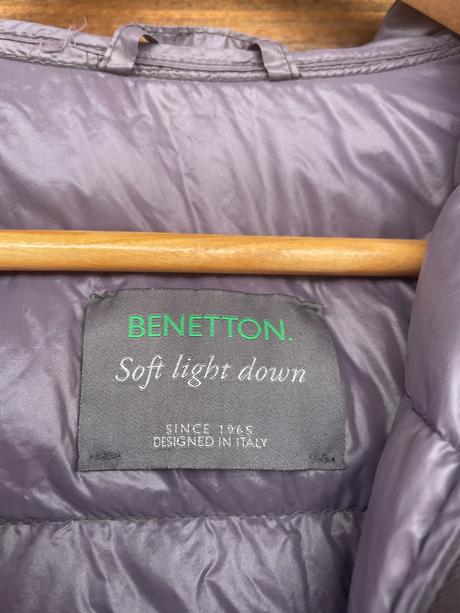 BENETTON.
Soft light down
SINCE 1965
DESIGNED IN ITALY